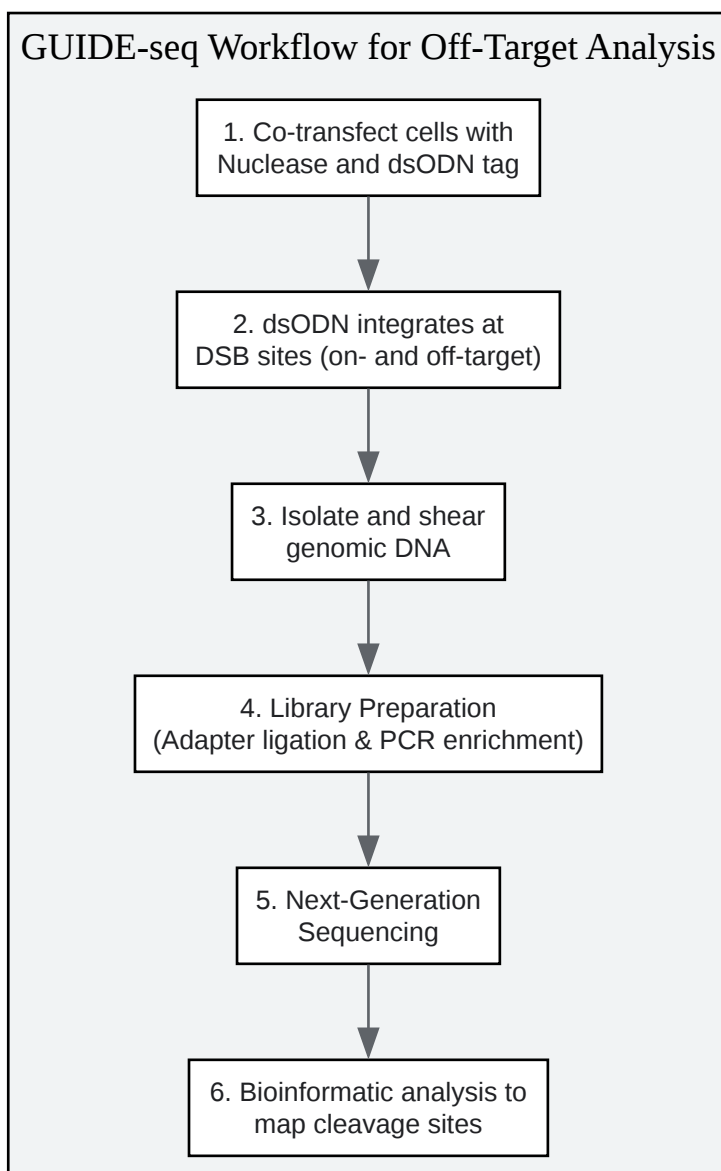 GUIDE-seq Workflow for Off-Target Analysis
1. Co-transfect cells with
Nuclease and dsODN tag
2. dsODN integrates at
DSB sites (on- and off-target)
3. Isolate and shear
genomic DNA
4. Library Preparation
(Adapter ligation & PCR enrichment)
5. Next-Generation
Sequencing
6. Bioinformatic analysis to
map cleavage sites